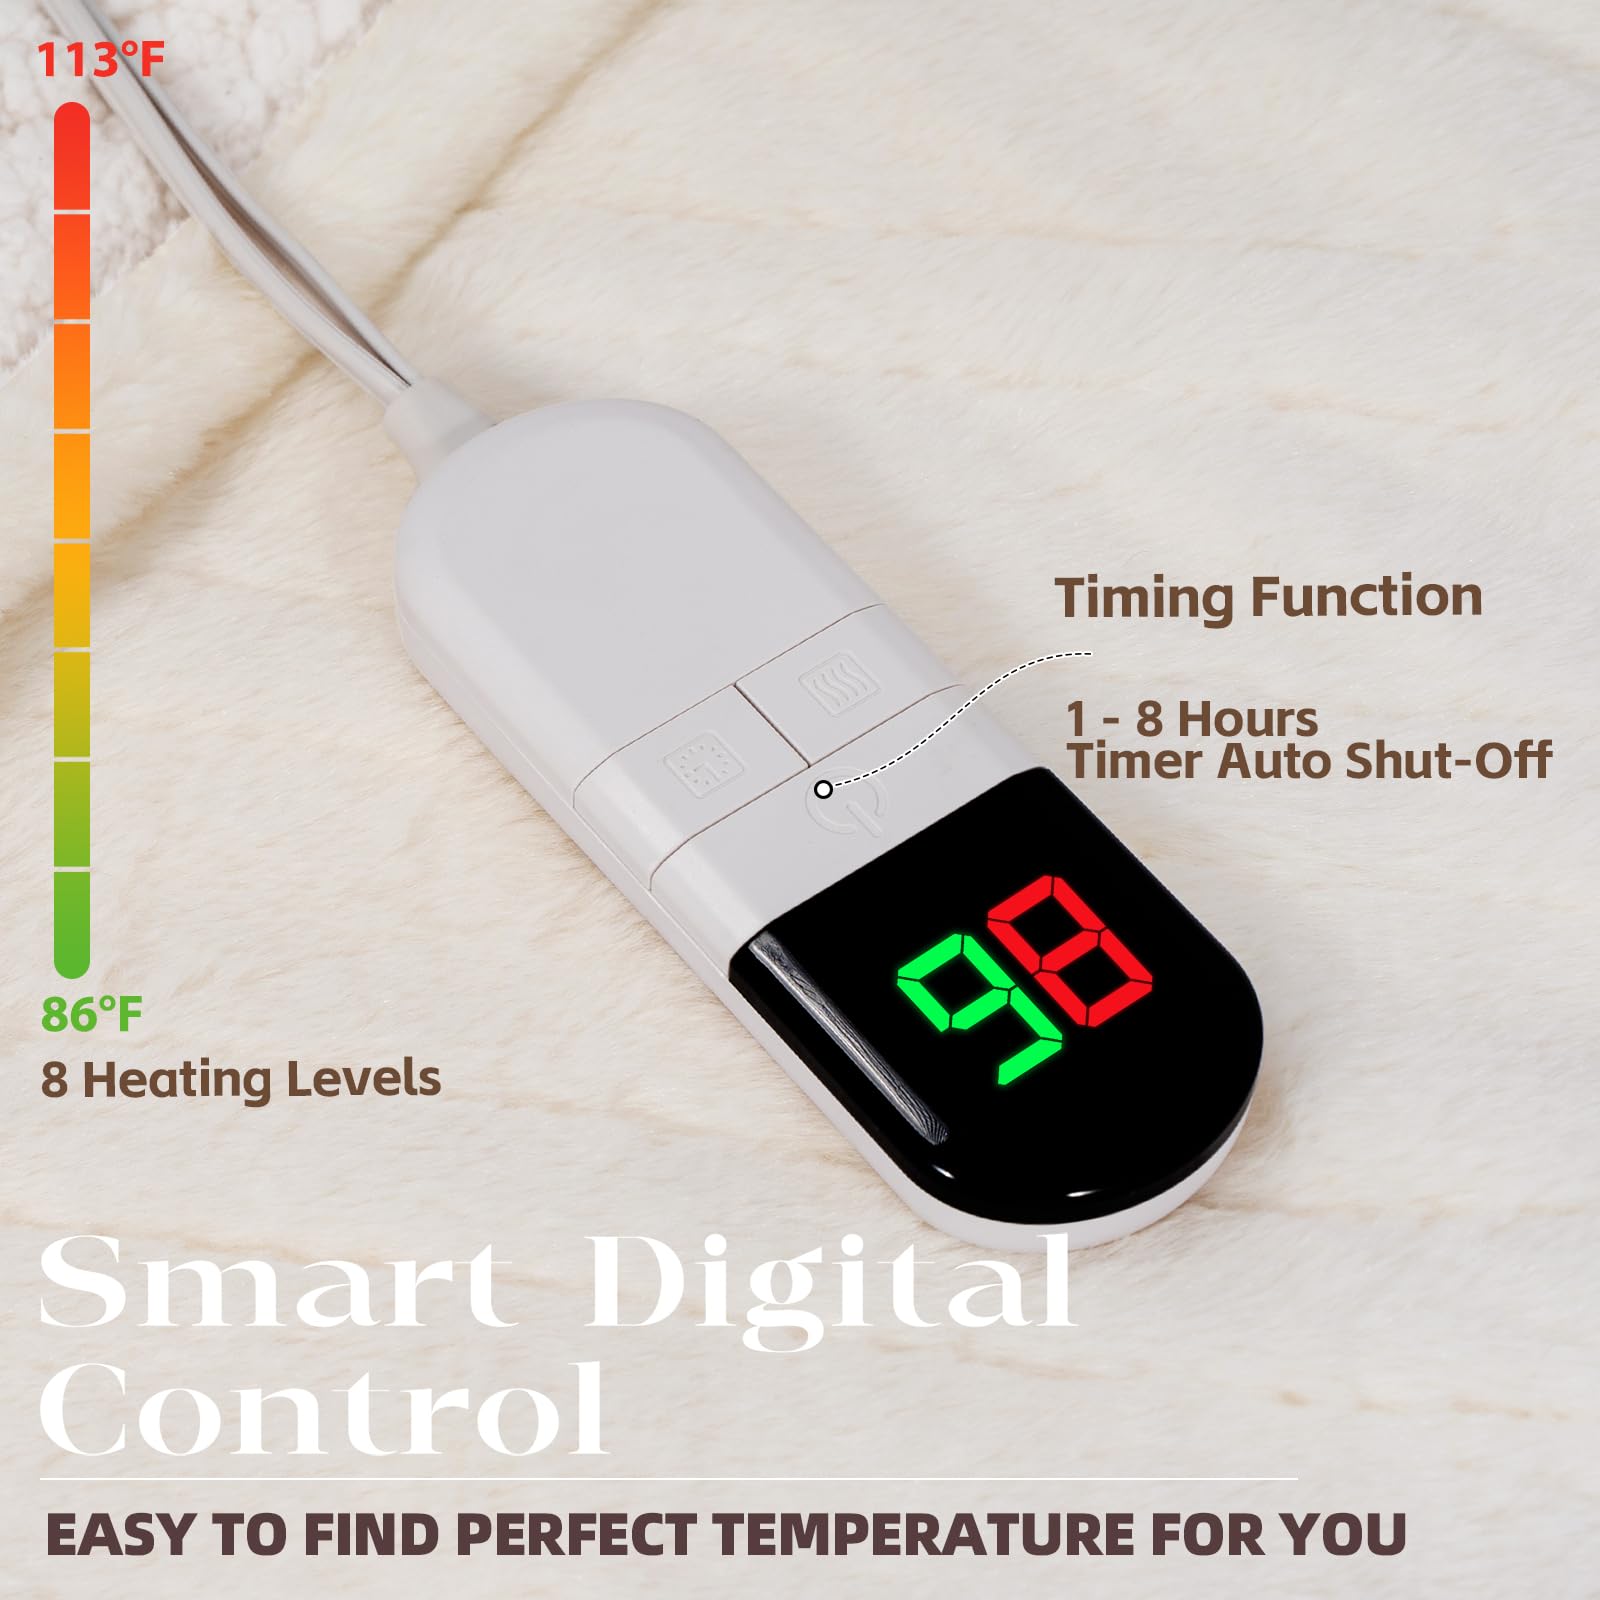 113°F
86°F
8 Heating Levels
Timing Function
1 - 8 Hours
Timer Auto Shut-Off
98
Smart Digital
Control
EASY TO FIND PERFECT TEMPERATURE FOR YOU